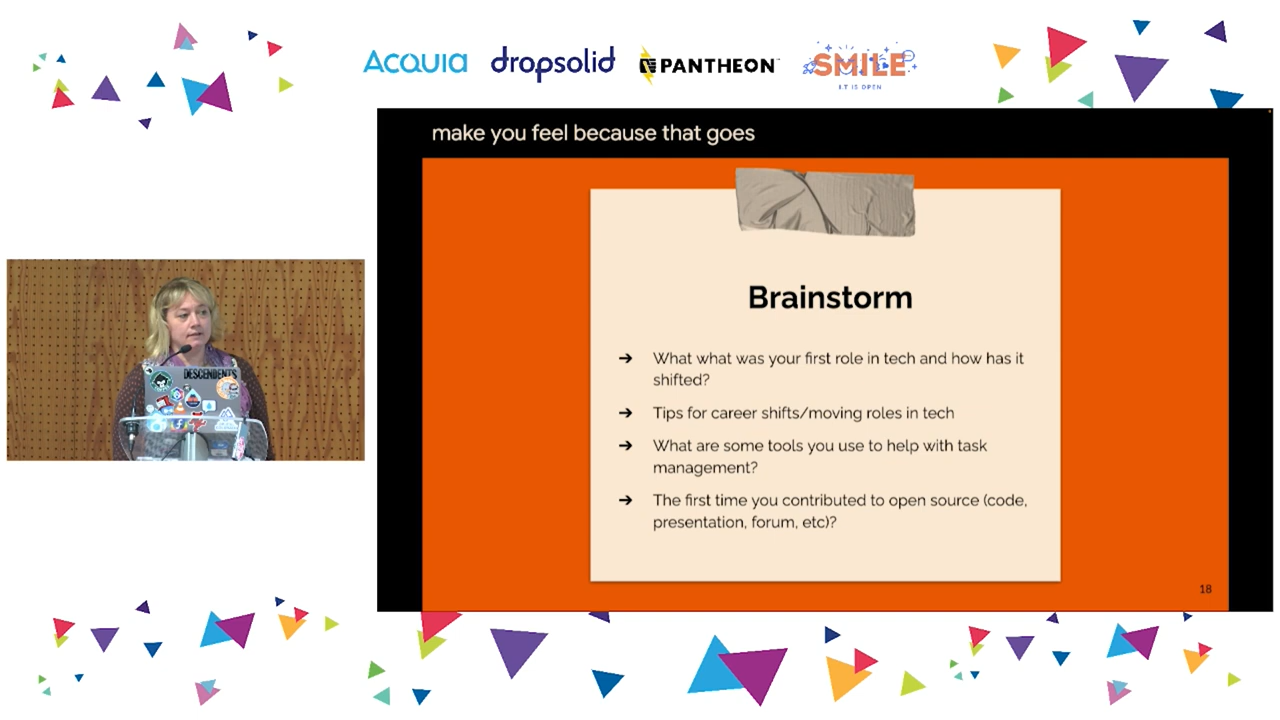 ACQUIA dropsolid PANTHEON SMILE
I.T IS OPEN
make you feel because that goes
Brainstorm
➔ What what was your first role in tech and how has it
shifted?
➔ Tips for career shifts/moving roles in tech
➔ What are some tools you use to help with task
management?
➔ The first time you contributed to open source (code,
presentation, forum, etc)?
18
DESCENDENTS